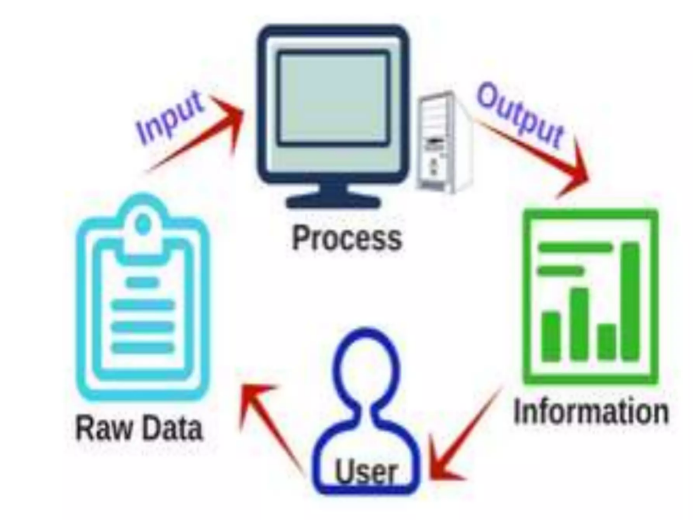 Input
Output
Process
Raw Data
Information
User